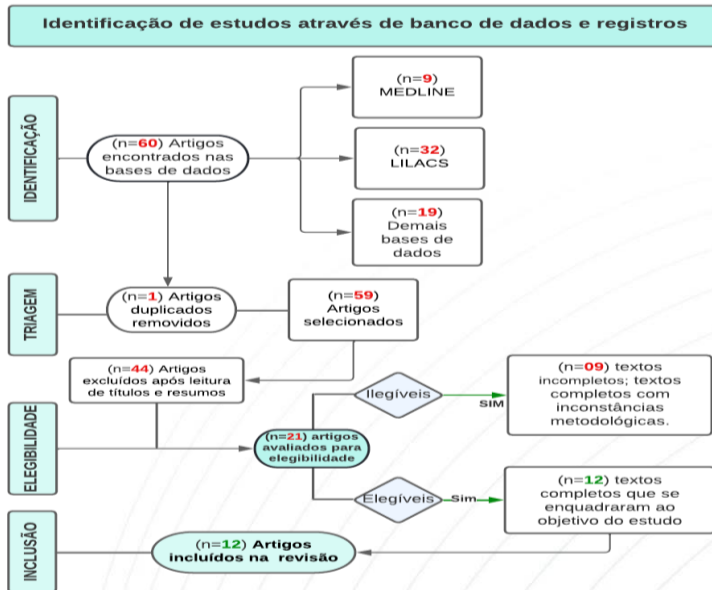 Identificação de estudos através de banco de dados e registros
IDENTIFICAÇÃO
(n=60) Artigos
encontrados nas
bases de dados
(n=9)
MEDLINE
(n=32)
LILACS
(n=19)
Demais
bases de
dados
TRIAGEM
(n=1) Artigos
duplicados
removidos
(n=59)
Artigos
selecionados
ELEGIBILIDADE
(n=44) Artigos
excluídos após leitura
de títulos e resumos
(n=21) artigos
avaliados para
elegibilidade
Ilegíveis
SIM
(n=09) textos
incompletos; textos
completos com
inconstâncias
metodológicas.
Elegíveis
Sim
(n=12) textos
completos que se
enquadraram ao
objetivo do estudo
INCLUSÃO
(n=12) Artigos
incluídos na revisão